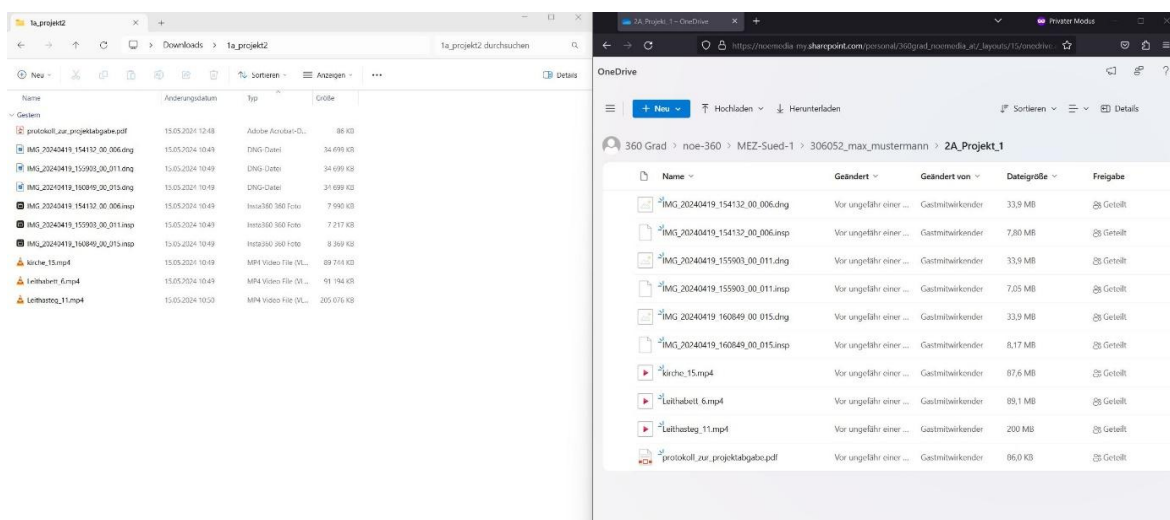 1a_projekt2
Downloads > 1a_projekt2
1a_projekt2 durchsuchen
Neu
Sortieren
Anzeigen
Details
Name Änderungsdatum Typ Größe
Gestern
protokoll_zur_projektabgabe.pdf 15.05.2024 12:48 Adobe Acrobat-D... 86 KB
IMG_20240419_154132_00_006.dng 15.05.2024 10:49 DNG-Datei 34 699 KB
IMG_20240419_155903_00_011.dng 15.05.2024 10:49 DNG-Datei 34 699 KB
IMG_20240419_160849_00_015.dng 15.05.2024 10:49 DNG-Datei 34 699 KB
IMG_20240419_154132_00_006.insp 15.05.2024 10:49 Insta360 360 Foto 7 990 KB
IMG_20240419_155903_00_011.insp 15.05.2024 10:49 Insta360 360 Foto 7 217 KB
IMG_20240419_160849_00_015.insp 15.05.2024 10:49 Insta360 360 Foto 8 369 KB
kirche_15.mp4 15.05.2024 10:49 MP4 Video File (VL... 89 744 KB
Leithabett_6.mp4 15.05.2024 10:49 MP4 Video File (VL... 91 194 KB
Leithasteg_11.mp4 15.05.2024 10:50 MP4 Video File (VL... 205 076 KB
2A_Projekt_1 – OneDrive
Privater Modus
https://noemedia-my.sharepoint.com/personal/360grad_noemedia_at/_layouts/15/onedrive.
OneDrive
+ Neu
Hochladen
Herunterladen
Sortieren
Details
360 Grad > noe-360 > MEZ-Sued-1 > 306052_max_mustermann > 2A_Projekt_1
Name Geändert Geändert von Dateigröße Freigabe
IMG_20240419_154132_00_006.dng Vor ungefähr einer ... Gastmitwirkender 33,9 MB Geteilt
IMG_20240419_154132_00_006.insp Vor ungefähr einer ... Gastmitwirkender 7,80 MB Geteilt
IMG_20240419_155903_00_011.dng Vor ungefähr einer ... Gastmitwirkender 33,9 MB Geteilt
IMG_20240419_155903_00_011.insp Vor ungefähr einer ... Gastmitwirkender 7,05 MB Geteilt
IMG_20240419_160849_00_015.dng Vor ungefähr einer ... Gastmitwirkender 33,9 MB Geteilt
IMG_20240419_160849_00_015.insp Vor ungefähr einer ... Gastmitwirkender 8,17 MB Geteilt
kirche_15.mp4 Vor ungefähr einer ... Gastmitwirkender 87,6 MB Geteilt
Leithabett_6.mp4 Vor ungefähr einer ... Gastmitwirkender 89,1 MB Geteilt
Leithasteg_11.mp4 Vor ungefähr einer ... Gastmitwirkender 200 MB Geteilt
protokoll_zur_projektabgabe.pdf Vor ungefähr einer ... Gastmitwirkender 86,0 KB Geteilt